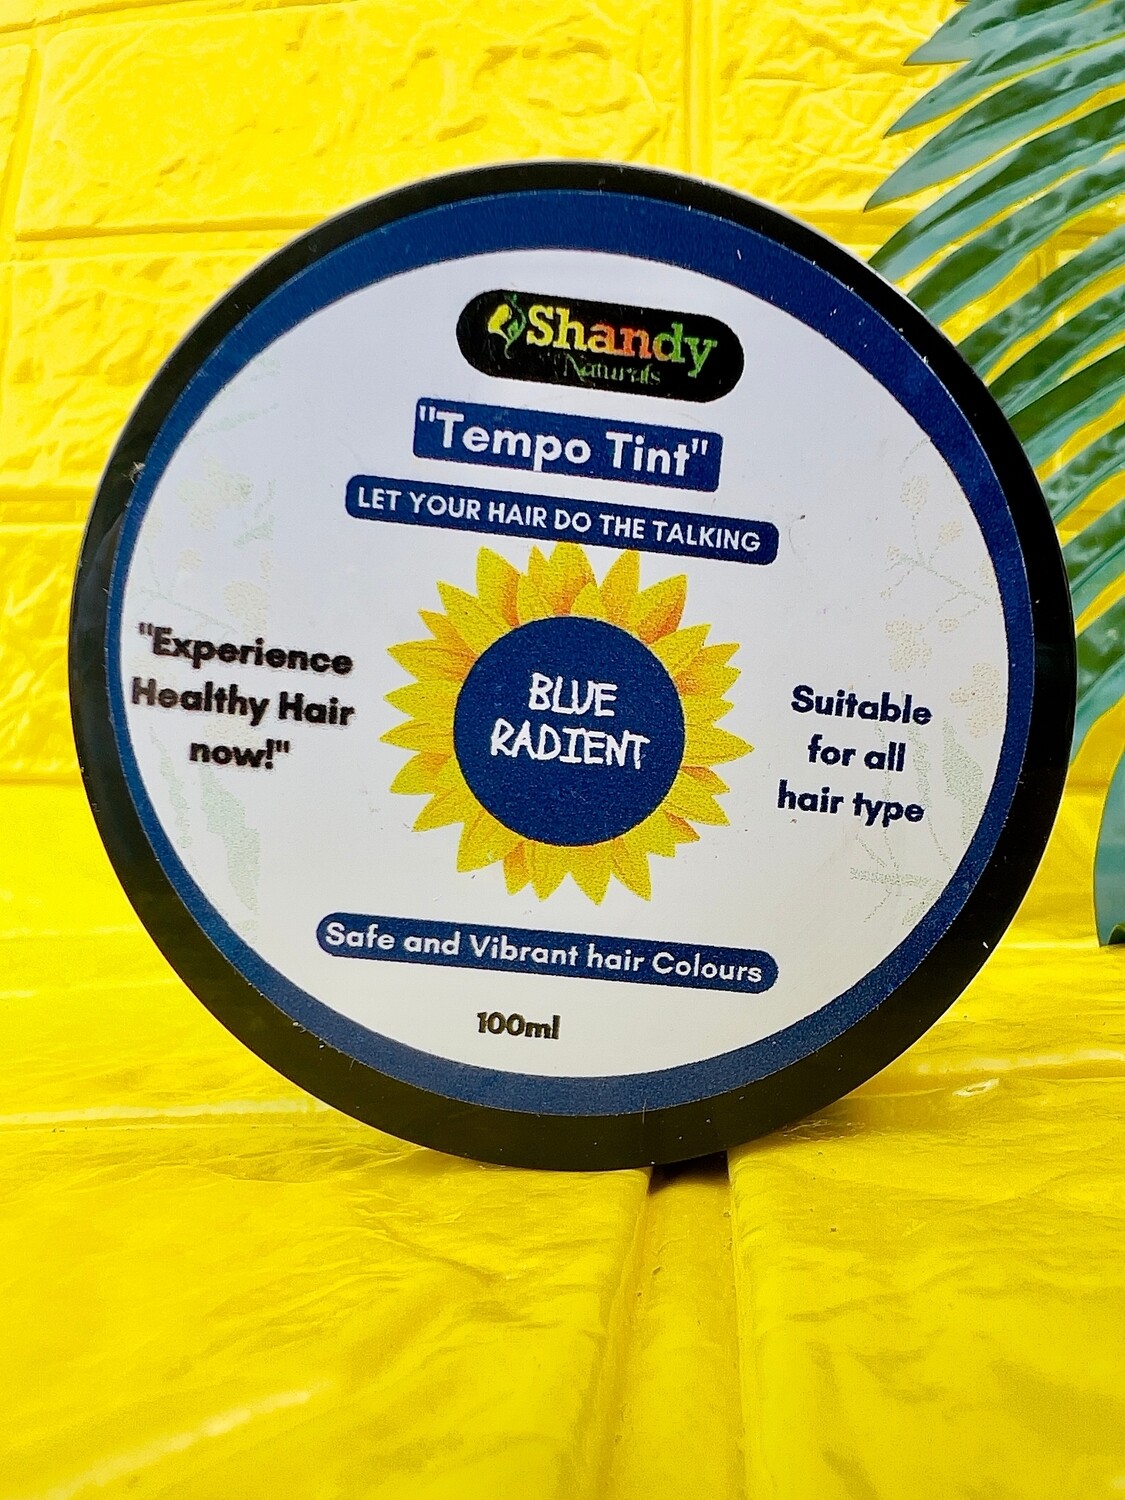 Shandy
Naturals
"Tempo Tint"
LET YOUR HAIR DO THE TALKING
"Experience
Healthy Hair
now!"
BLUE
RADIENT
Suitable
for all
hair type
Safe and Vibrant hair Colours
100ml